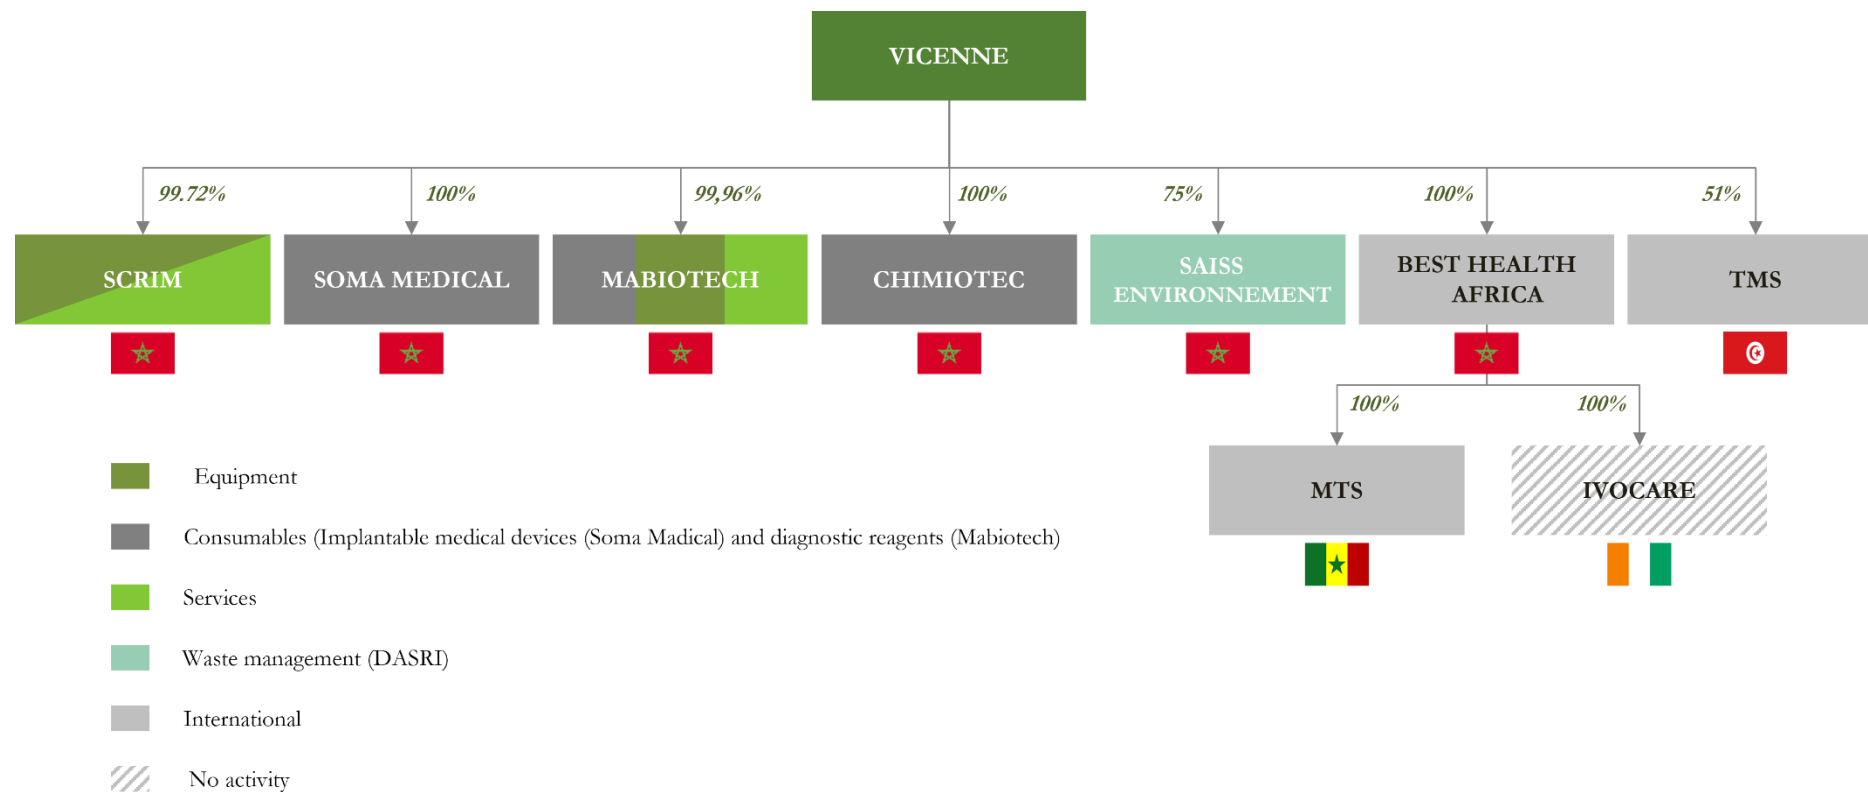 VICENNE
99.72%
100%
99,96%
100%
75%
100%
51%
SCRIM
SOMA MEDICAL
MABIOTECH
CHIMIOTEC
SAISS
ENVIRONNEMENT
BEST HEALTH
AFRICA
TMS
100%
100%
MTS
IVOCARE
Equipment
Consumables (Implantable medical devices (Soma Madical) and diagnostic reagents (Mabiotech)
Services
Waste management (DASRI)
International
No activity